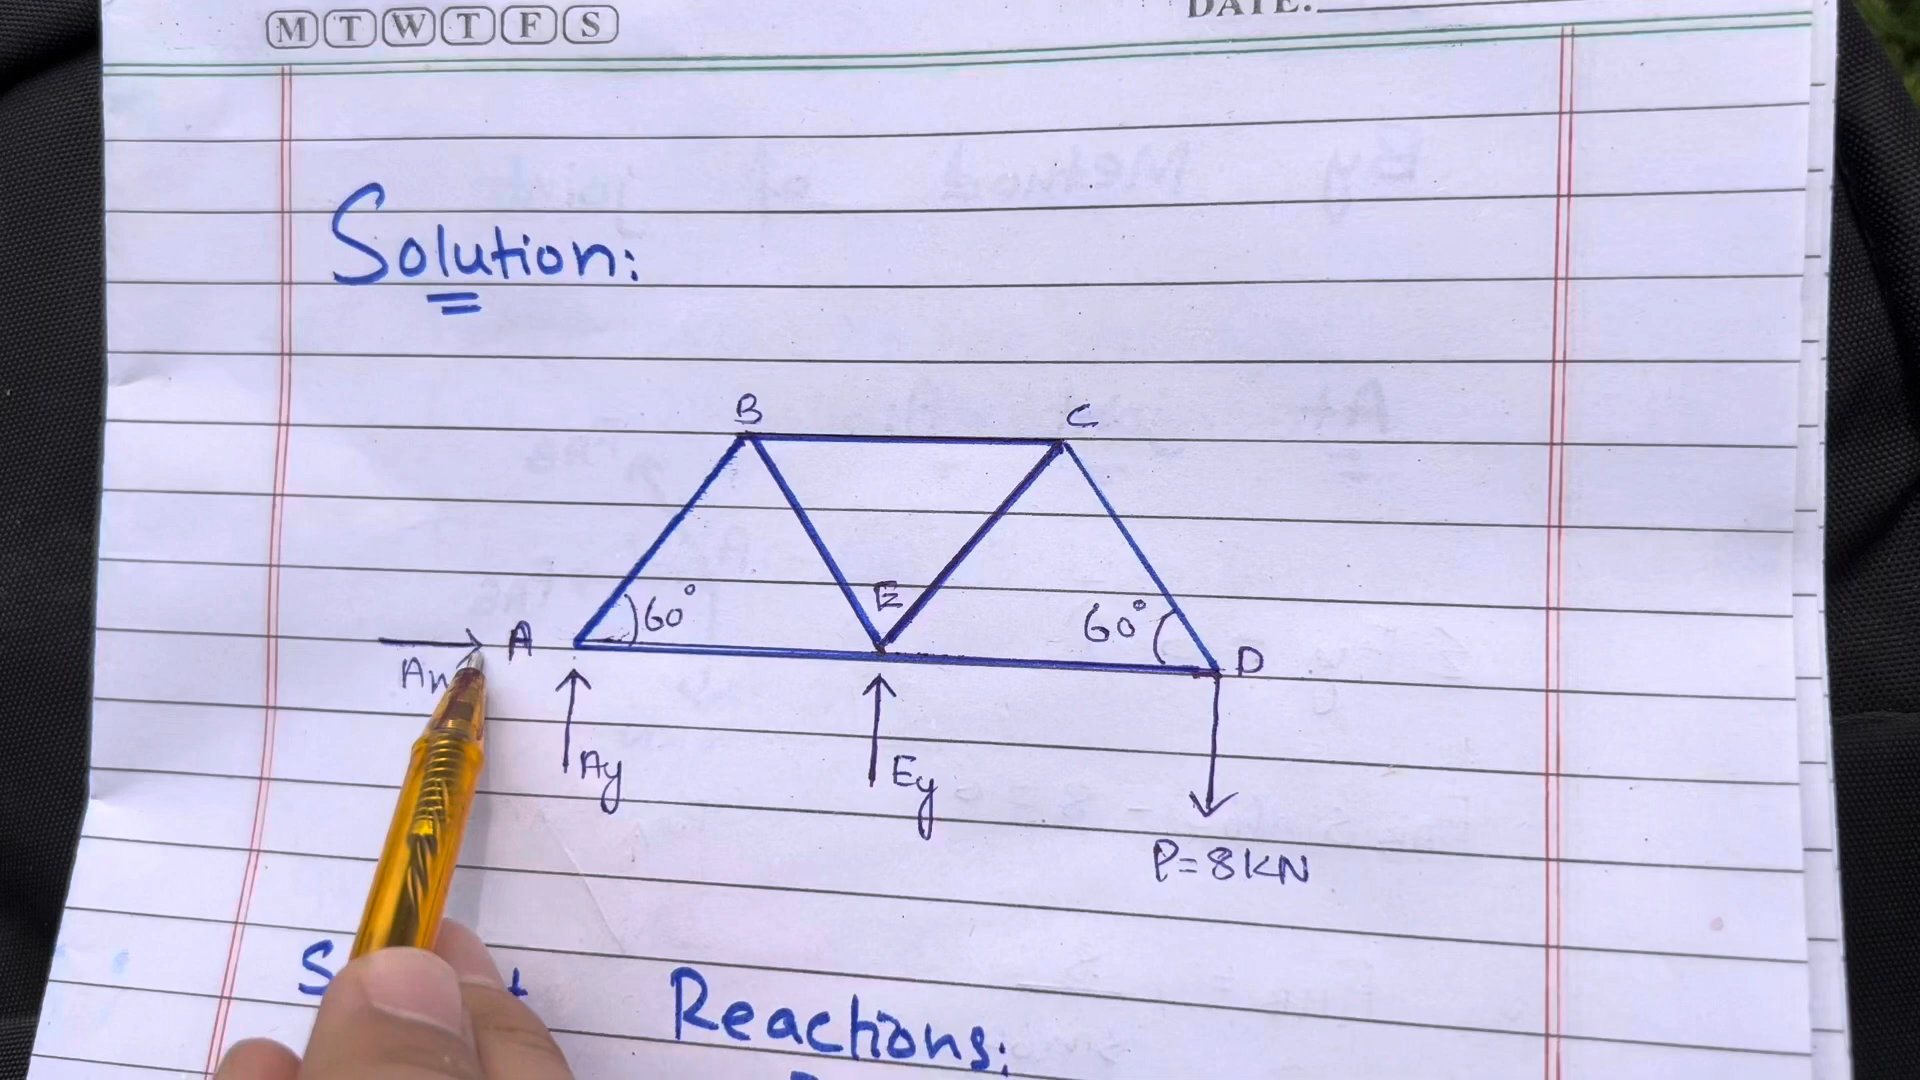 M T W T F S
DATE:
Solution:
B C
E
60° 60°
A D
Ay Ey
P=8KN
Reactions: